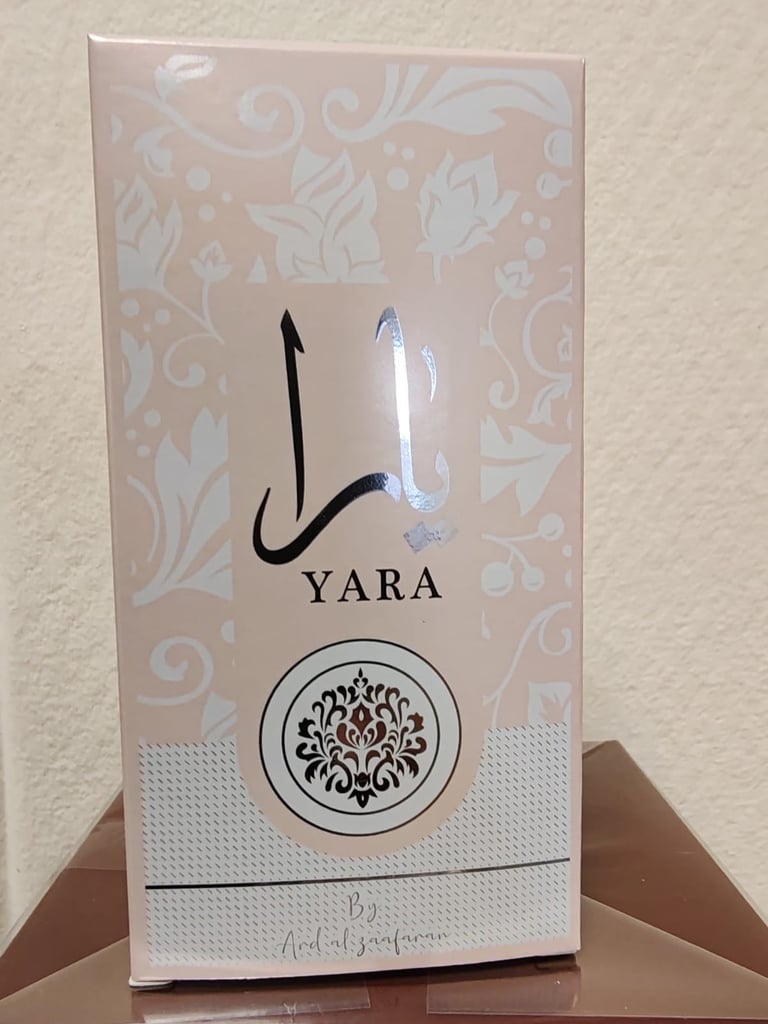 يارا
YARA
By
Ard al zaafaran